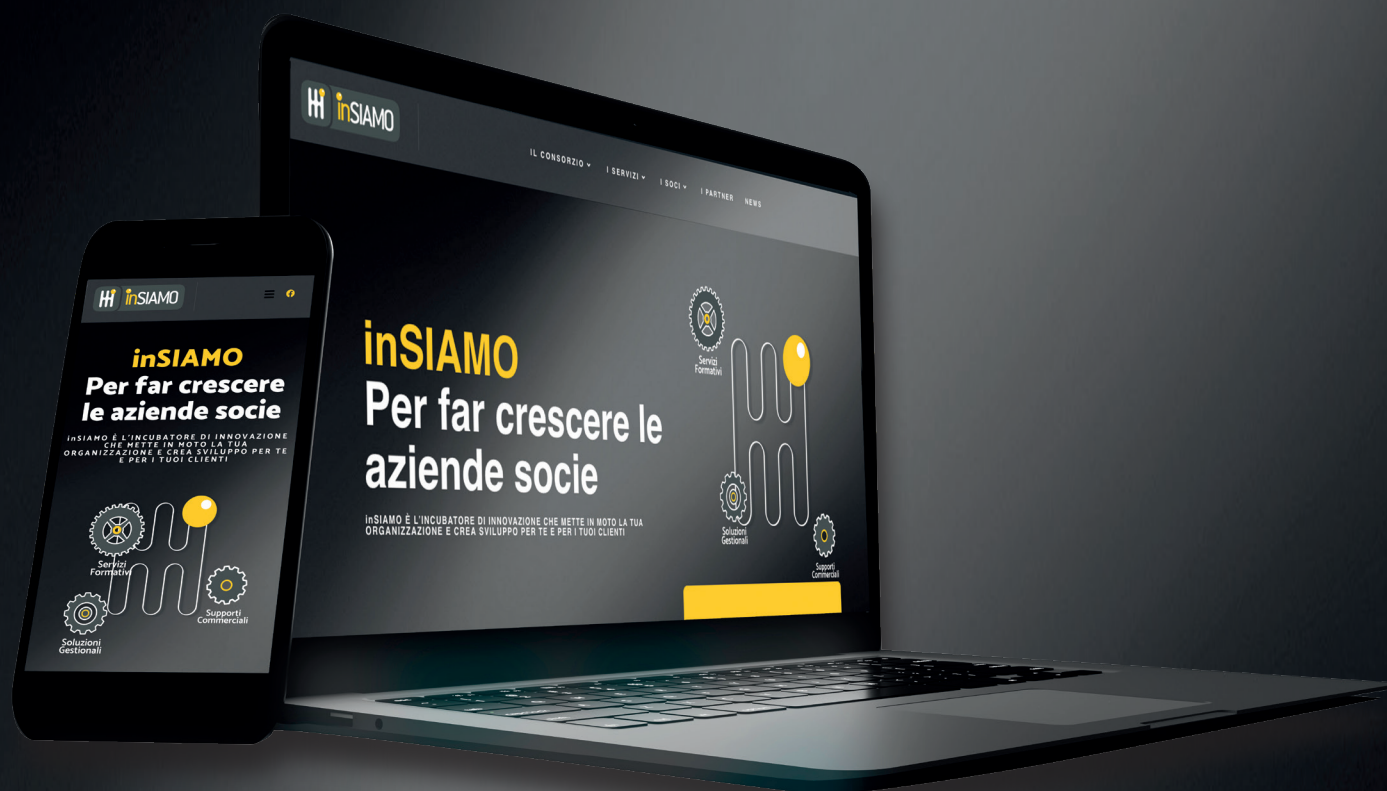 inSIAMO
IL CONSORZIO
I SERVIZI
I SOCI
I PARTNER
NEWS
inSIAMO
Per far crescere le
aziende socie
inSIAMO È L'INCUBATORE DI INNOVAZIONE CHE METTE IN MOTO LA TUA
ORGANIZZAZIONE E CREA SVILUPPO PER TE E PER I TUOI CLIENTI
Servizi
Formativi
Soluzioni
Gestionali
Supporti
Commerciali
inSIAMO
inSIAMO
Per far crescere
le aziende socie
inSIAMO È L'INCUBATORE DI INNOVAZIONE
CHE METTE IN MOTO LA TUA
ORGANIZZAZIONE E CREA SVILUPPO PER TE
E PER I TUOI CLIENTI
Servizi
Formativi
Supporti
Commerciali
Soluzioni
Gestionali